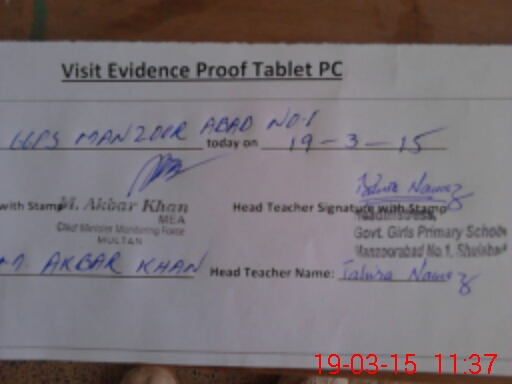 Visit Evidence Proof Tablet PC
GGPS MANZOOR ABAD NO.1 today on 19-3-15
with Stamp M. Akbar Khan
MEA
Chief Minister Monitoring Force
MULTAN
Head Teacher Signature with Stamp
Govt. Girls Primary School
Manzoorabad No.1, Shujabad
M. AKBAR KHAN Head Teacher Name:
19-03-15 11:37